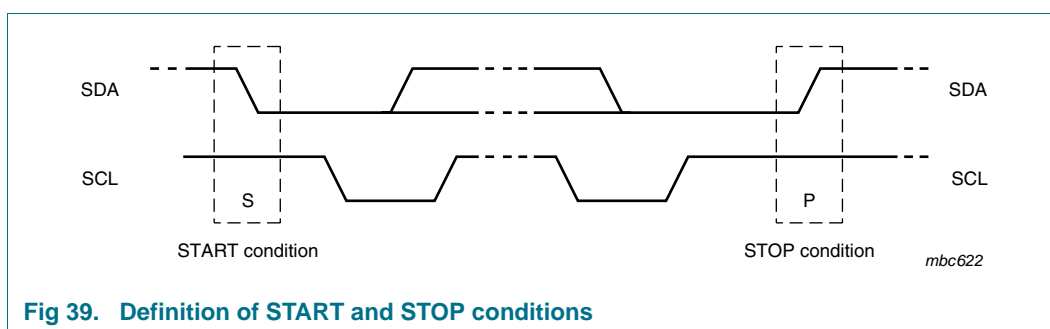 SDA
SDA
SCL
SCL
S
P
START condition
STOP condition
mbc622
Fig 39. Definition of START and STOP conditions